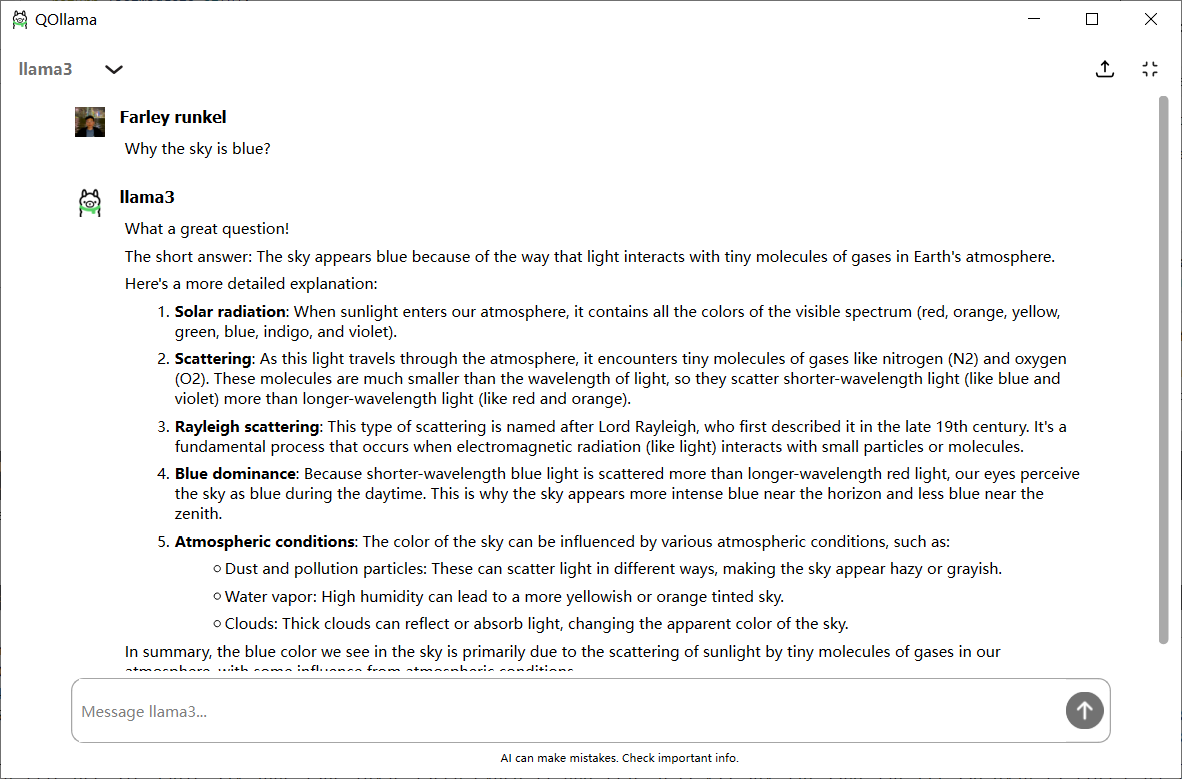 QOllama
llama3
Farley runkel
Why the sky is blue?
llama3
What a great question!
The short answer: The sky appears blue because of the way that light interacts with tiny molecules of gases in Earth's atmosphere.
Here's a more detailed explanation:
1. Solar radiation: When sunlight enters our atmosphere, it contains all the colors of the visible spectrum (red, orange, yellow,
green, blue, indigo, and violet).
2. Scattering: As this light travels through the atmosphere, it encounters tiny molecules of gases like nitrogen (N2) and oxygen
(O2). These molecules are much smaller than the wavelength of light, so they scatter shorter-wavelength light (like blue and
violet) more than longer-wavelength light (like red and orange).
3. Rayleigh scattering: This type of scattering is named after Lord Rayleigh, who first described it in the late 19th century. It's a
fundamental process that occurs when electromagnetic radiation (like light) interacts with small particles or molecules.
4. Blue dominance: Because shorter-wavelength blue light is scattered more than longer-wavelength red light, our eyes perceive
the sky as blue during the daytime. This is why the sky appears more intense blue near the horizon and less blue near the
zenith.
5. Atmospheric conditions: The color of the sky can be influenced by various atmospheric conditions, such as:
Dust and pollution particles: These can scatter light in different ways, making the sky appear hazy or grayish.
Water vapor: High humidity can lead to a more yellowish or orange tinted sky.
Clouds: Thick clouds can reflect or absorb light, changing the apparent color of the sky.
In summary, the blue color we see in the sky is primarily due to the scattering of sunlight by tiny molecules of gases in our
atmosphere, with some influence from atmospheric conditions.
Message llama3...
AI can make mistakes. Check important info.